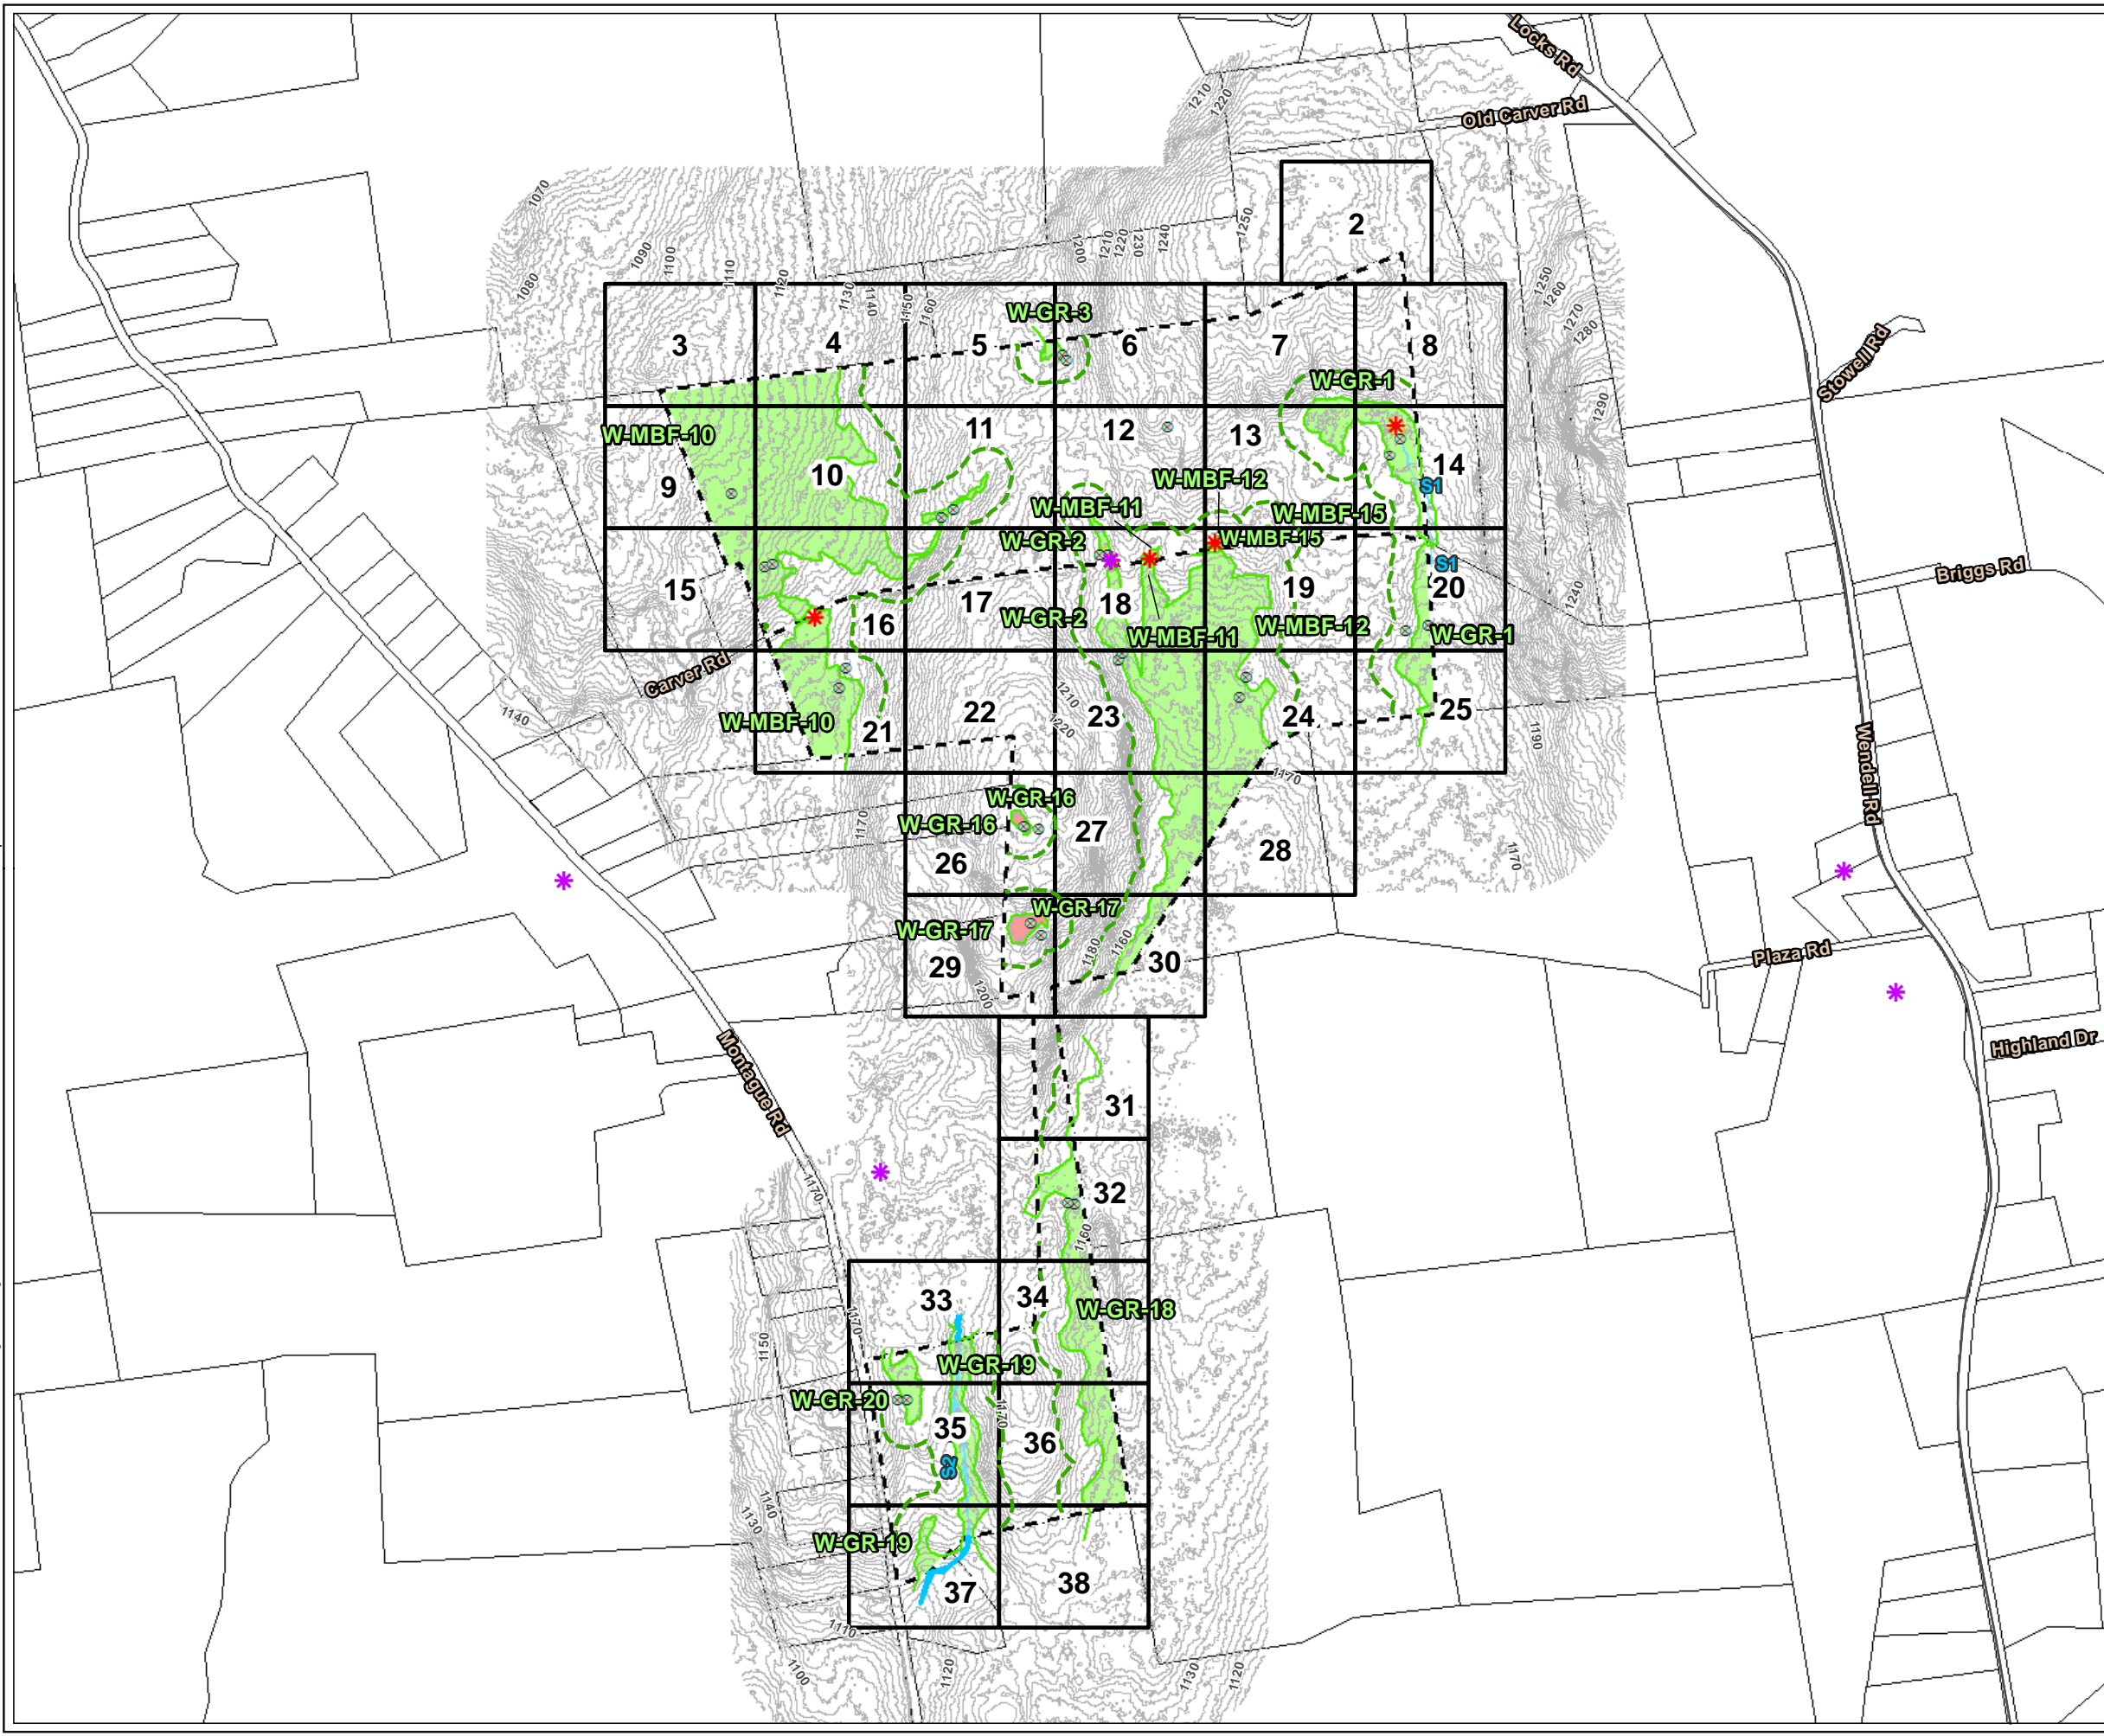 Locks Rd
Old Carver Rd
1210
1220
1070
2
1250
1200
1210
1220
1230
1240
1090
1100
1110
1120
1080
1130
1140
1150
1160
1250
1260
1270
1280
W-GR-3
3
4
5
6
7
8
Stowell Rd
W-GR-1
1290
W-MBF-10
11
12
13
14
9
10
W-MBF-12
S1
W-MBF-11
W-MBF-15
W-GR-2
W-MBF-15
S1
Briggs Rd
15
16
17
18
19
20
1240
W-GR-2
W-MBF-11
W-MBF-12
W-GR-1
Carver Rd
1140
W-MBF-10
21
22
1210
1220
23
24
25
1190
Wendell Rd
1170
W-GR-16
W-GR-16
1170
26
27
28
1170
W-GR-17
W-GR-17
29
1180
1160
30
1200
Plaza Rd
Highland Dr
Montague Rd
31
1170
32
1160
33
34
W-GR-18
1170
1150
W-GR-19
W-GR-20
1170
35
36
S2
1140
1130
W-GR-19
37
38
1110
1100
1120
1130
1120